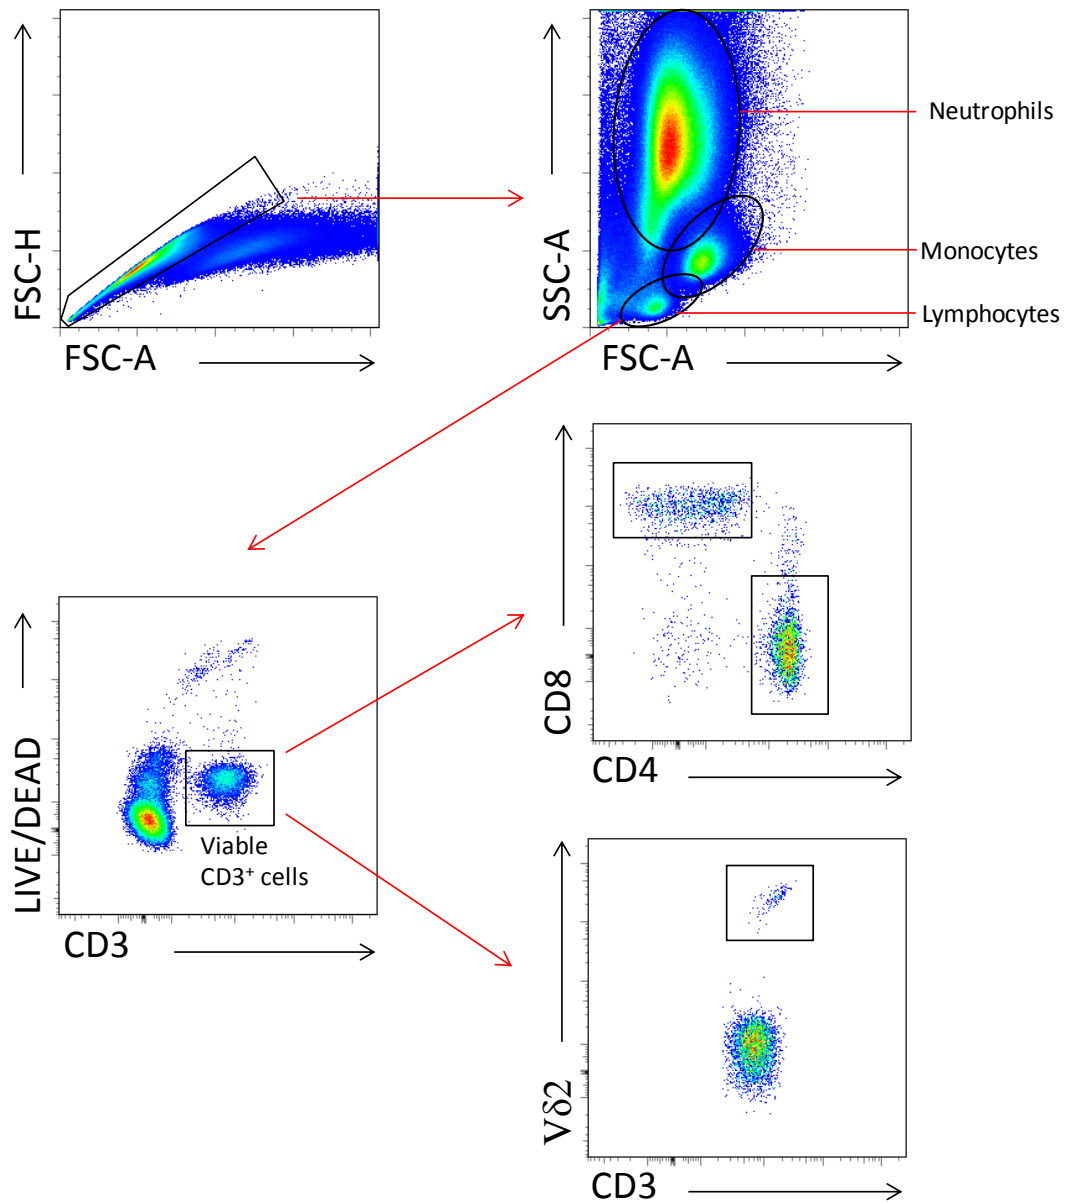 FSC-H
FSC-A
SSC-A
FSC-A
Neutrophils
Monocytes
Lymphocytes
LIVE/DEAD
CD3
Viable
CD3⁺ cells
CD8
CD4
Vδ2
CD3